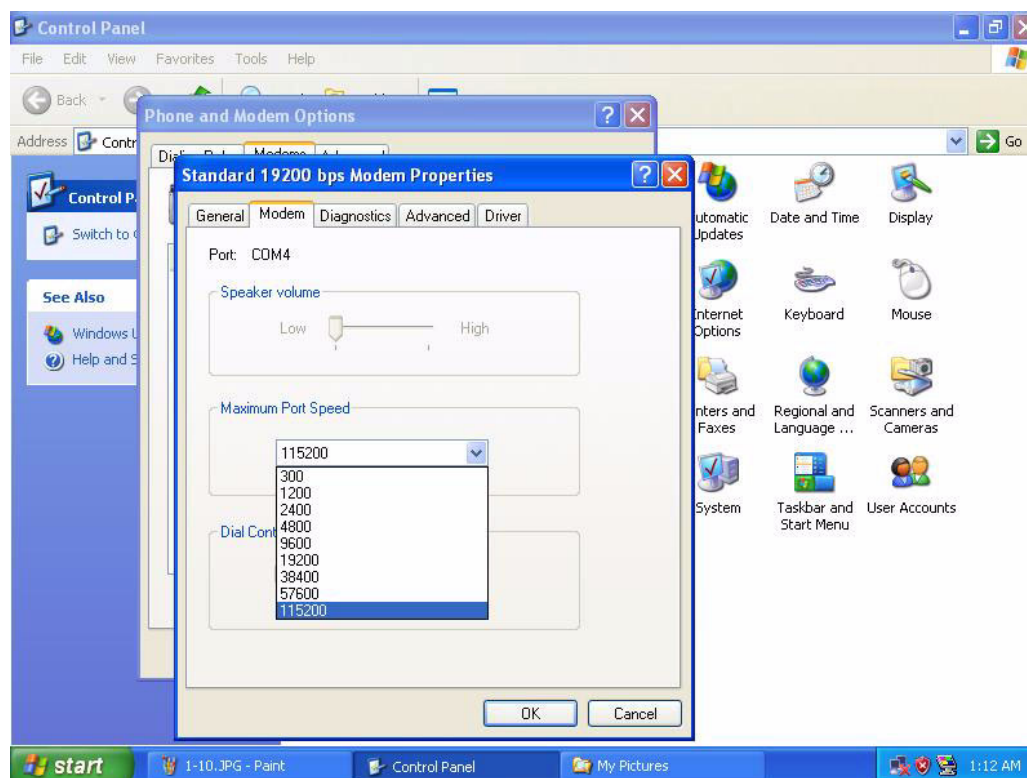 Control Panel
File Edit View Favorites Tools Help
Back
Address Contr
Go
Phone and Modem Options
Modems
Standard 19200 bps Modem Properties
General Modem Diagnostics Advanced Driver
Port: COM4
Speaker volume
Low High
Maximum Port Speed
115200
300
1200
2400
4800
9600
19200
38400
57600
115200
Dial Cont
OK Cancel
Control P
Switch to
See Also
Windows U
Help and S
utomatic
Updates
Date and Time
Display
nternet
Options
Keyboard
Mouse
nters and
Faxes
Regional and
Language ...
Scanners and
Cameras
System
Taskbar and
Start Menu
User Accounts
start
1-10.JPG - Paint
Control Panel
My Pictures
1:12 AM